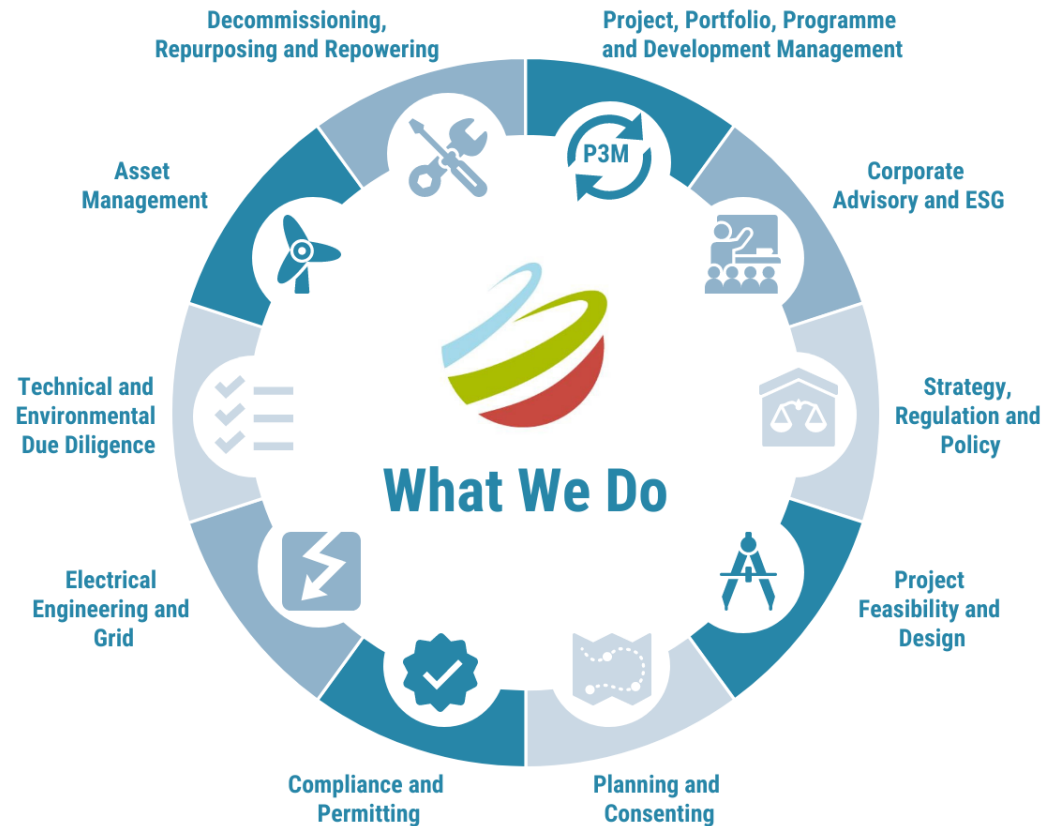 Decommissioning,
Repurposing and Repowering
Project, Portfolio, Programme
and Development Management
P3M
Asset
Management
Corporate
Advisory and ESG
Technical and
Environmental
Due Diligence
Strategy,
Regulation and
Policy
What We Do
Electrical
Engineering and
Grid
Project
Feasibility and
Design
Compliance and
Permitting
Planning and
Consenting